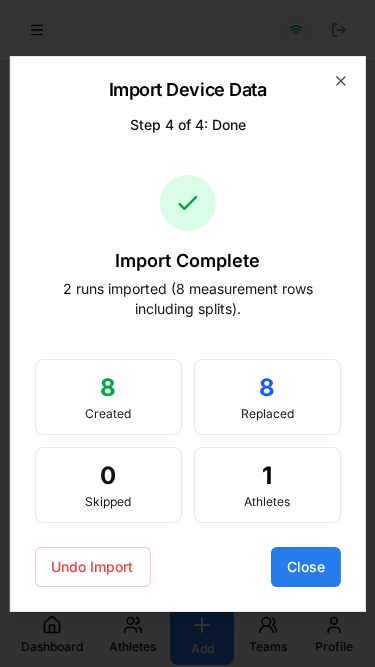 Import Device Data
Step 4 of 4: Done
Import Complete
2 runs imported (8 measurement rows
including splits).
8
Created
8
Replaced
0
Skipped
1
Athletes
Undo Import
Close
Dashboard
Athletes
Add
Teams
Profile